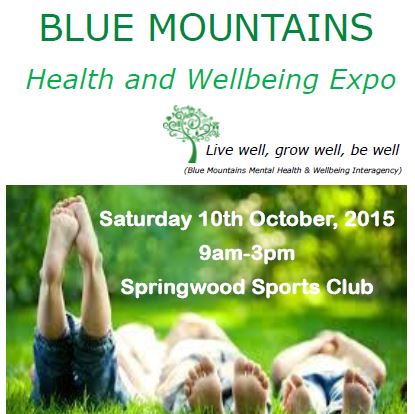 BLUE MOUNTAINS
Health and Wellbeing Expo
Live well, grow well, be well
(Blue Mountains Mental Health & Wellbeing Interagency)
Saturday 10th October, 2015
9am-3pm
Springwood Sports Club